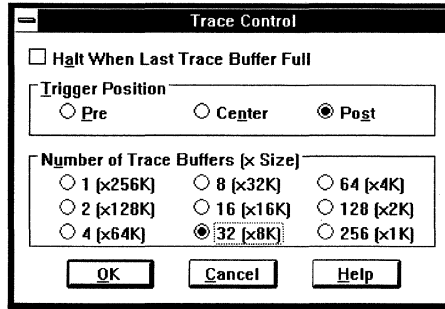 Trace Control
Halt When Last Trace Buffer Full
Trigger Position
Pre Center Post
Number of Trace Buffers (x Size)
1 (x256K) 8 (x32K) 64 (x4K)
2 (x128K) 16 (x16K) 128 (x2K)
4 (x64K) 32 (x8K) 256 (x1K)
OK Cancel Help